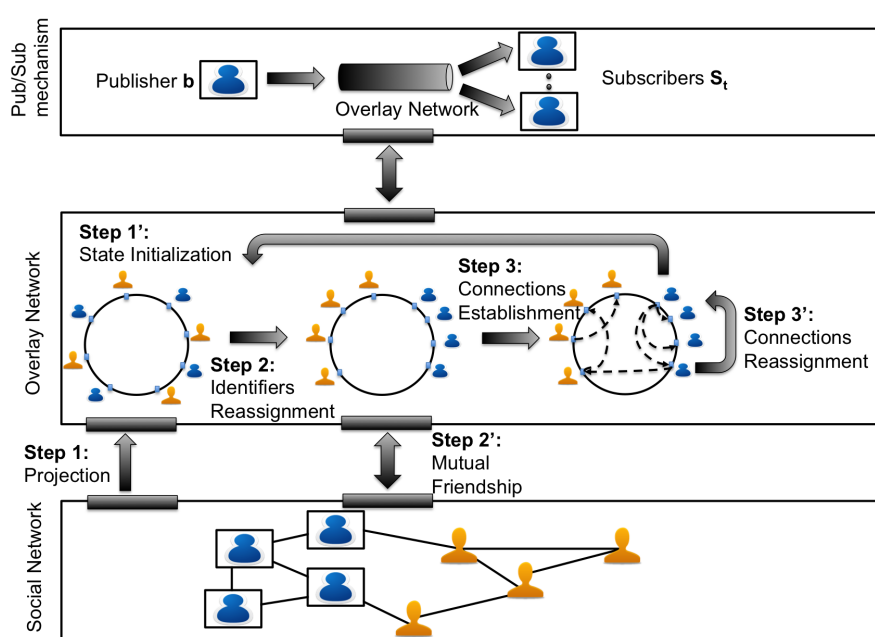 Pub/Sub
mechanism
Publisher b
Overlay Network
Subscribers St
Overlay Network
Step 1’:
State Initialization
Step 2:
Identifiers
Reassignment
Step 3:
Connections
Establishment
Step 3’:
Connections
Reassignment
Step 1:
Projection
Step 2’:
Mutual
Friendship
Social Network